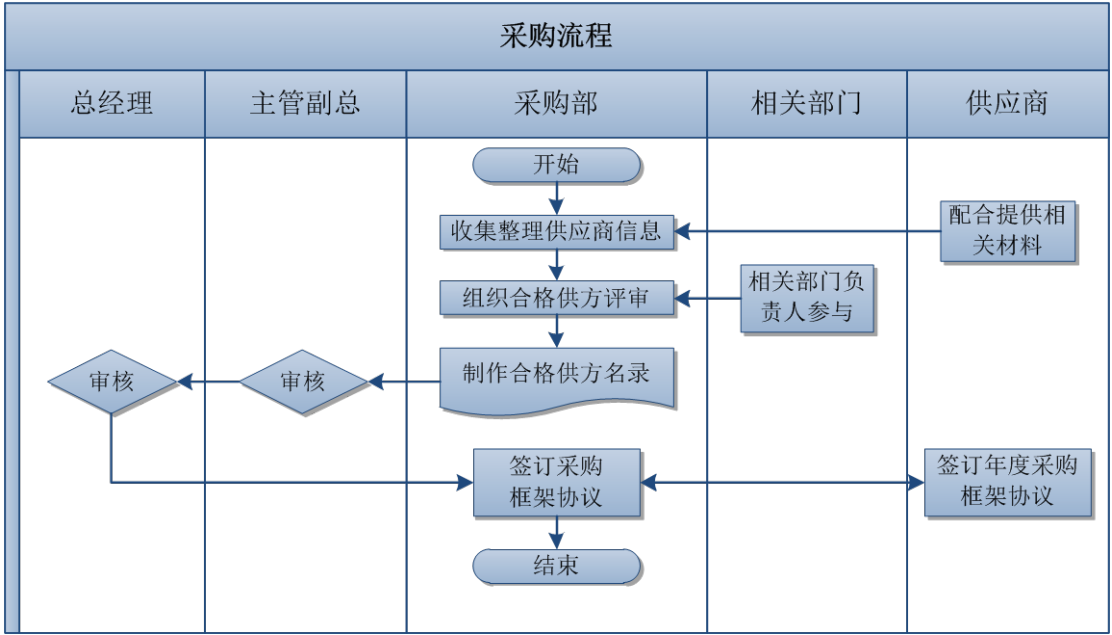 采购流程
总经理
主管副总
采购部
相关部门
供应商
开始
收集整理供应商信息
配合提供相
关材料
组织合格供方评审
相关部门负
责人参与
制作合格供方名录
审核
审核
签订采购
框架协议
签订年度采购
框架协议
结束